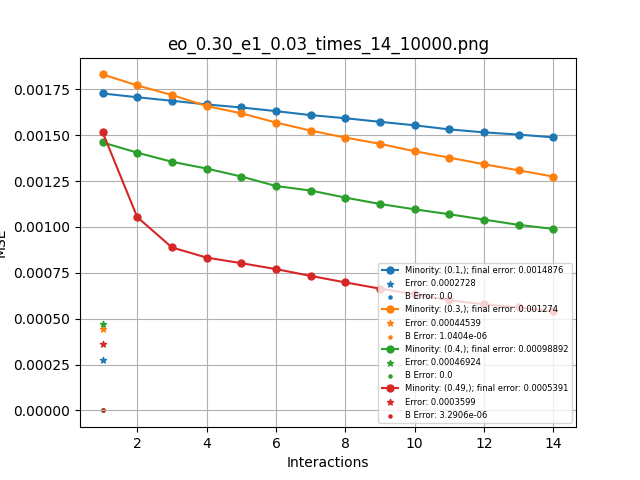 eo_0.30_e1_0.03_times_14_10000.png
0.00175
0.00150
0.00125
0.00100
0.00075
0.00050
0.00025
0.00000
MSE
2
4
6
8
10
12
14
Interactions
Minority: (0.1,); final error: 0.0014876
Error: 0.0002728
B Error: 0.0
Minority: (0.3,); final error: 0.001274
Error: 0.00044539
B Error: 1.0404e-06
Minority: (0.4,); final error: 0.00098892
Error: 0.00046924
B Error: 0.0
Minority: (0.49,); final error: 0.0005391
Error: 0.0003599
B Error: 3.2906e-06